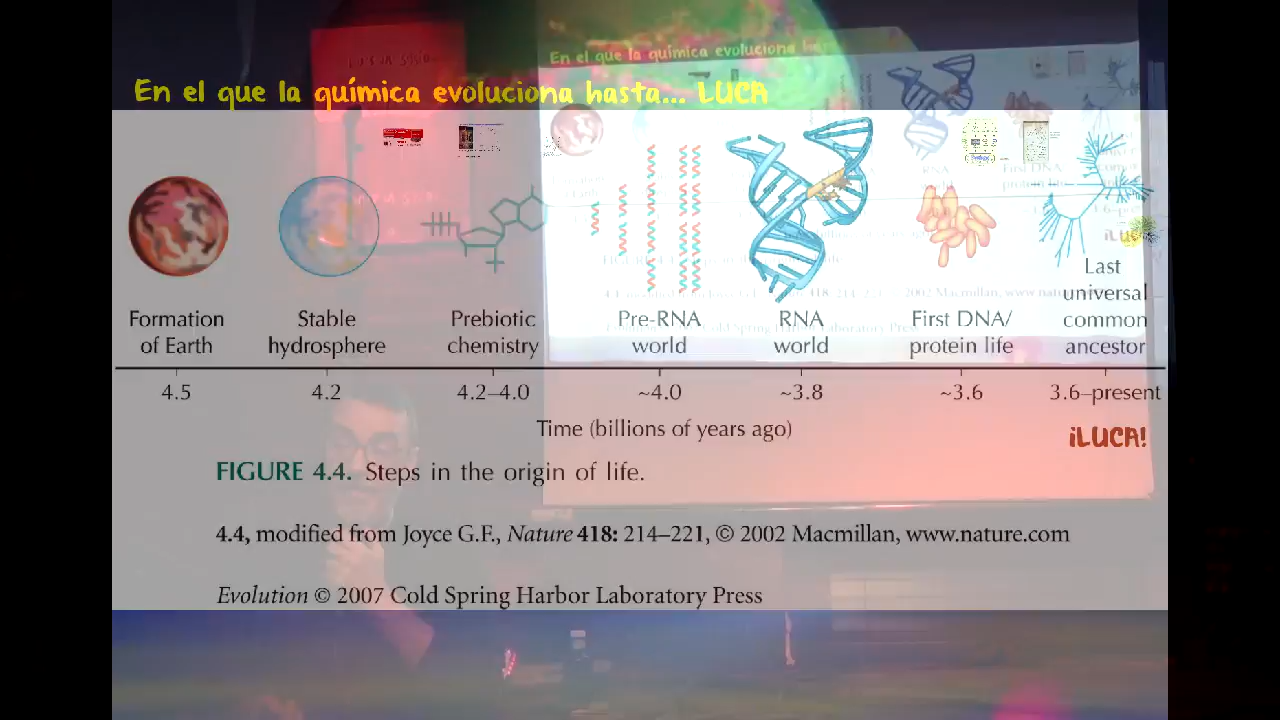 En el que la química evoluciona hasta... LUCA
Formation of Earth
Stable hydrosphere
Prebiotic chemistry
Pre-RNA world
RNA world
First DNA/ protein life
Last universal common ancestor
4.5
4.2
4.2–4.0
~4.0
~3.8
~3.6
3.6–present
Time (billions of years ago)
¡LUCA!
FIGURE 4.4. Steps in the origin of life.
4.4, modified from Joyce G.F., Nature 418: 214–221, © 2002 Macmillan, www.nature.com
Evolution © 2007 Cold Spring Harbor Laboratory Press